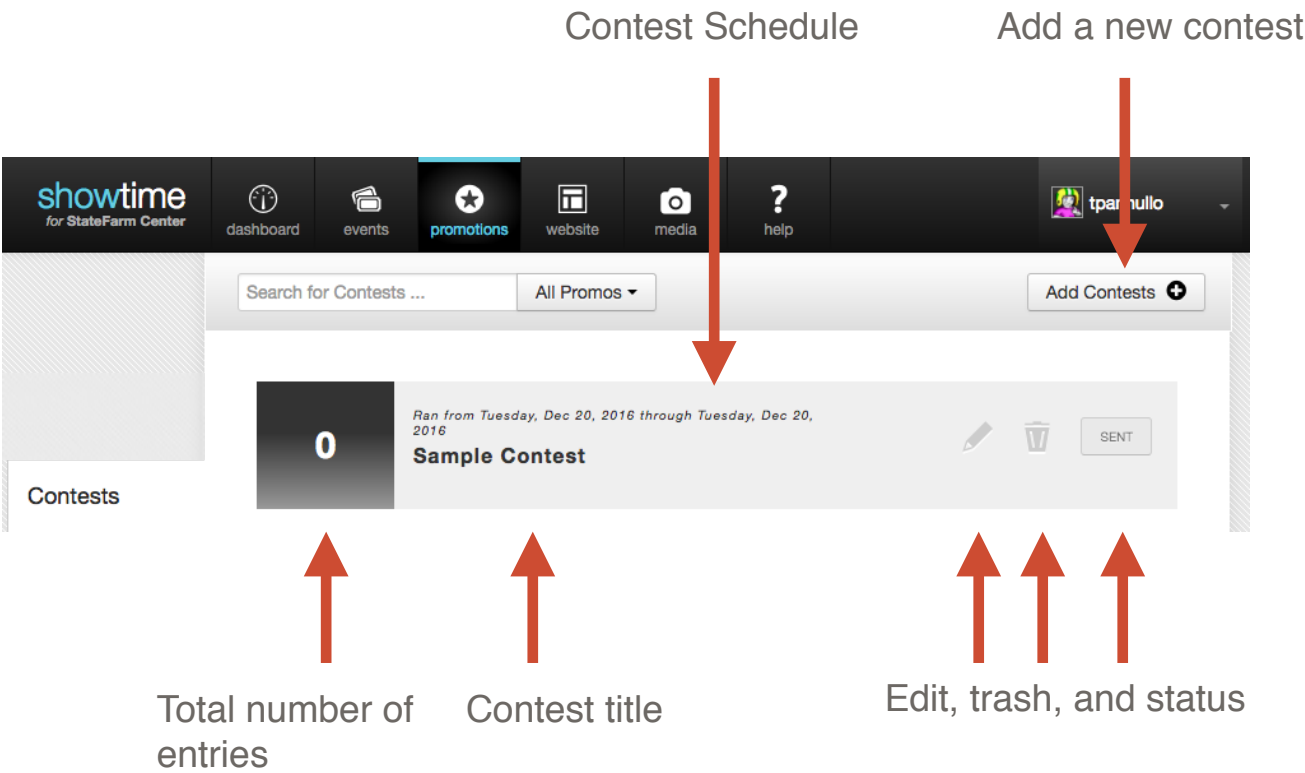 Contest Schedule
Add a new contest
showtime
for StateFarm Center
dashboard
events
promotions
website
media
help
Search for Contests ...
All Promos
Add Contests
0
Ran from Tuesday, Dec 20, 2016 through Tuesday, Dec 20,
2016
Sample Contest
SENT
Contests
Total number of
entries
Contest title
Edit, trash, and status